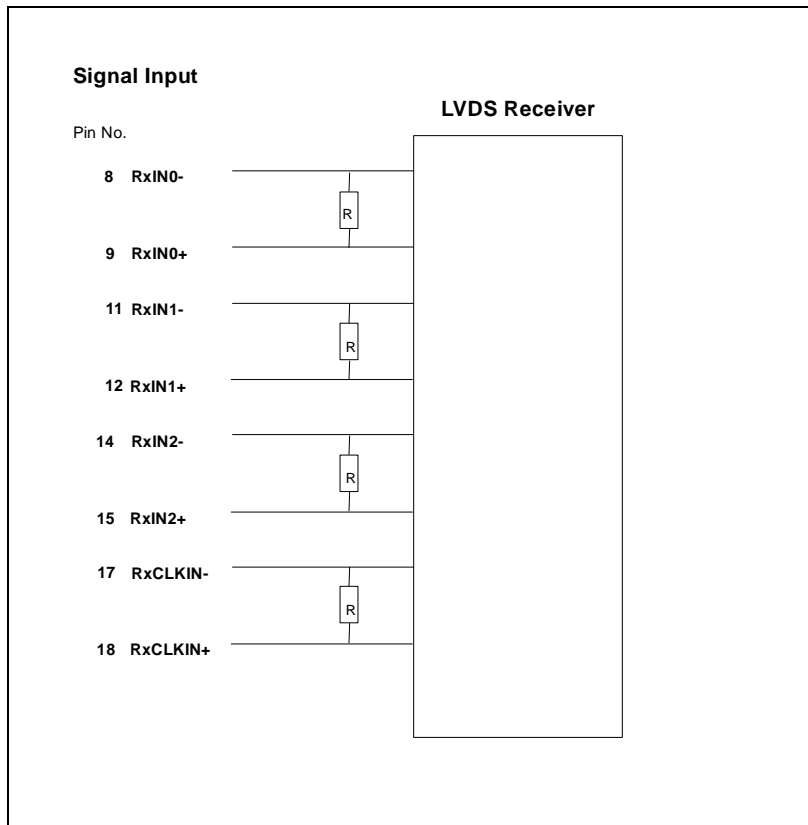 Signal Input
LVDS Receiver
Pin No.
8 RxIN0-
R
9 RxIN0+
11 RxIN1-
R
12 RxIN1+
14 RxIN2-
R
15 RxIN2+
17 RxCLKIN-
R
18 RxCLKIN+